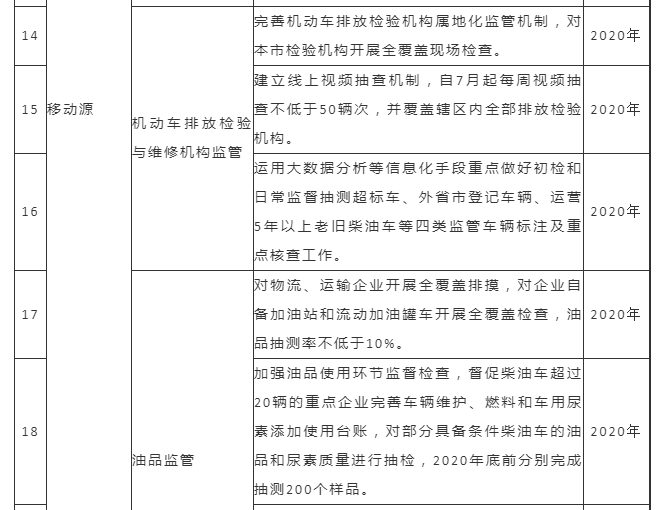 14
完善机动车排放检验机构属地化监管机制，对
本市检验机构开展全覆盖现场检查。
2020年
15
移动源
机动车排放检验
与维修机构监管
建立线上视频抽查机制，自7月起每周视频抽
查不低于50辆次，并覆盖辖区内全部排放检验
机构。
2020年
16
运用大数据分析等信息化手段重点做好初检和
日常监督抽测超标车、外省市登记车辆、运营
5年以上老旧柴油车等四类监管车辆标注及重
点核查工作。
2020年
17
对物流、运输企业开展全覆盖排摸，对企业自
备加油站和流动加油罐车开展全覆盖检查，油
品抽测率不低于10%。
2020年
18
油品监管
加强油品使用环节监督检查，督促柴油车超过
20辆的重点企业完善车辆维护、燃料和车用尿
素添加使用台账，对部分具备条件柴油车的油
品和尿素质量进行抽检，2020年底前分别完成
抽测200个样品。
2020年